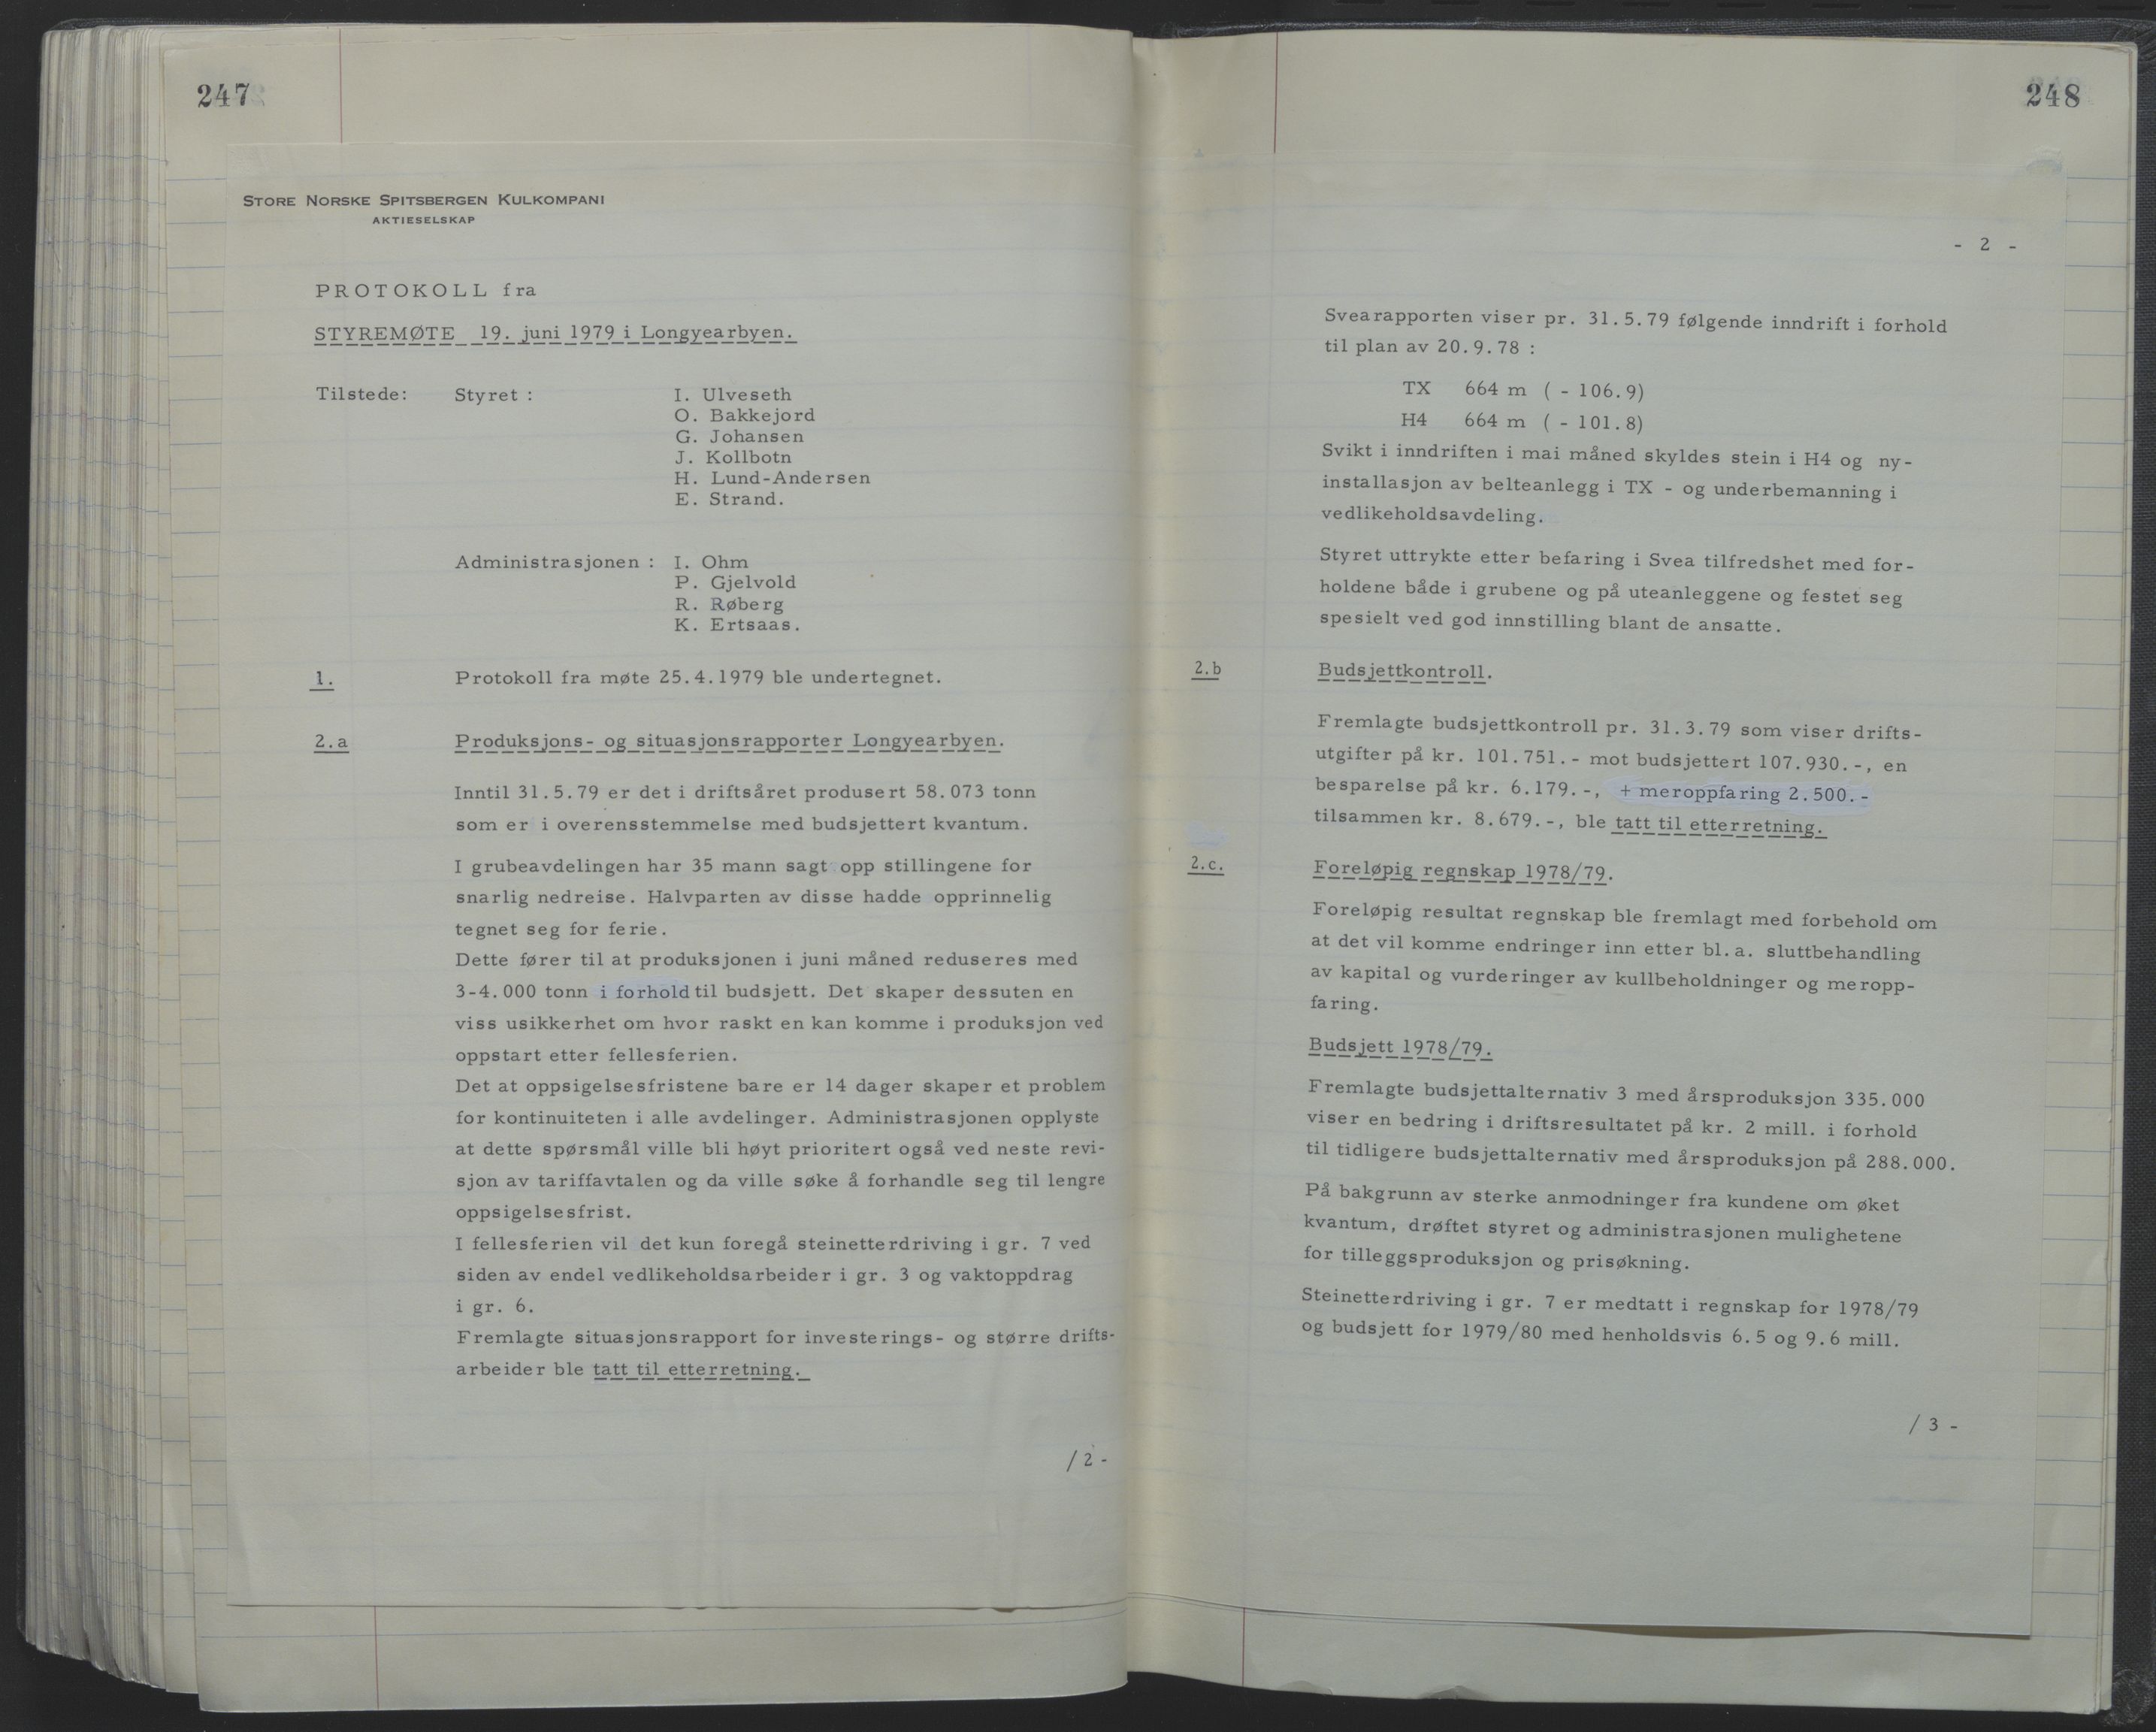 247
STORE NORSKE SPITSBERGEN KULKOMPANI
AKTIESELSKAP
PROTOKOLL fra
STYREMØTE 19. juni 1979 i Longyearbyen.
Tilstede: Styret : I. Ulveseth
O. Bakkejord
G. Johansen
J. Kollbotn
H. Lund-Andersen
E. Strand.
Administrasjonen : I. Ohm
P. Gjelvold
R. Røberg
K. Ertsaas.
1. Protokoll fra møte 25.4.1979 ble undertegnet.
2.a Produksjons- og situasjonsrapporter Longyearbyen.
Inntil 31.5.79 er det i driftsåret produsert 58.073 tonn
som er i overensstemmelse med budsjettert kvantum.
I grubeavdelingen har 35 mann sagt opp stillingene for
snarlig nedreise. Halvparten av disse hadde opprinnelig
tegnet seg for ferie.
Dette fører til at produksjonen i juni måned reduseres med
3-4.000 tonn i forhold til budsjett. Det skaper dessuten en
viss usikkerhet om hvor raskt en kan komme i produksjon ved
oppstart etter fellesferien.
Det at oppsigelsesfristene bare er 14 dager skaper et problem
for kontinuiteten i alle avdelinger. Administrasjonen opplyste
at dette spørsmål ville bli høyt prioritert også ved neste revi-
sjon av tariffavtalen og da ville søke å forhandle seg til lengre
oppsigelsesfrist.
I fellesferien vil det kun foregå steinetterdriving i gr. 7 ved
siden av endel vedlikeholdsarbeider i gr. 3 og vaktoppdrag
i gr. 6.
Fremlagte situasjonsrapport for investerings- og større drifts-
arbeider ble tatt til etterretning.
/ 2 -
248
- 2 -
Svearapporten viser pr. 31.5.79 følgende inndrift i forhold
til plan av 20.9.78 :
TX 664 m ( - 106.9)
H4 664 m ( - 101.8)
Svikt i inndriften i mai måned skyldes stein i H4 og ny-
installasjon av belteanlegg i TX - og underbemanning i
vedlikeholdsavdeling.
Styret uttrykte etter befaring i Svea tilfredshet med for-
holdene både i grubene og på uteanleggene og festet seg
spesielt ved god innstilling blant de ansatte.
2.b Budsjettkontroll.
Fremlagte budsjettkontroll pr. 31.3.79 som viser drifts-
utgifter på kr. 101.751.- mot budsjettert 107.930.-, en
besparelse på kr. 6.179.-, + meroppfaring 2.500.-
tilsammen kr. 8.679.-, ble tatt til etterretning.
2.c. Foreløpig regnskap 1978/79.
Foreløpig resultat regnskap ble fremlagt med forbehold om
at det vil komme endringer inn etter bl.a. sluttbehandling
av kapital og vurderinger av kullbeholdninger og meropp-
faring.
Budsjett 1978/79.
Fremlagte budsjettalternativ 3 med årsproduksjon 335.000
viser en bedring i driftsresultatet på kr. 2 mill. i forhold
til tidligere budsjettalternativ med årsproduksjon på 288.000.
På bakgrunn av sterke anmodninger fra kundene om øket
kvantum, drøftet styret og administrasjonen mulighetene
for tilleggsproduksjon og prisøkning.
Steinetterdriving i gr. 7 er medtatt i regnskap for 1978/79
og budsjett for 1979/80 med henholdsvis 6.5 og 9.6 mill.
/ 3 -